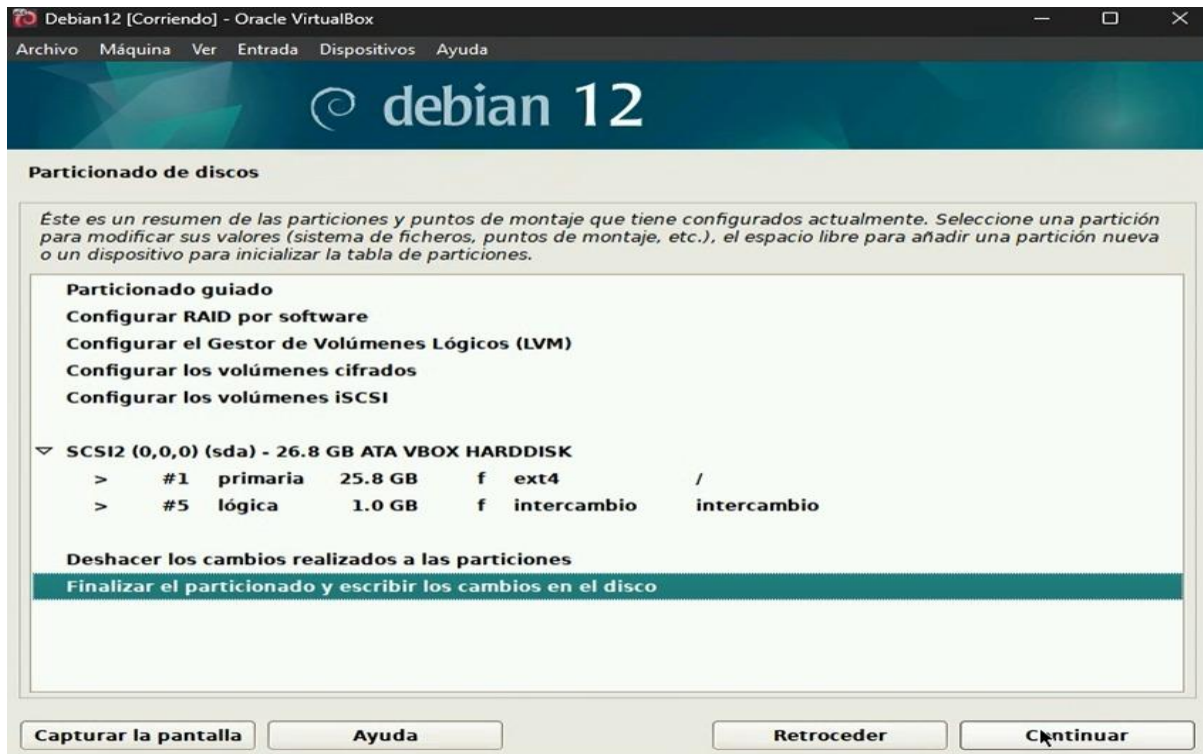 Debian12 [Corriendo] - Oracle VirtualBox
Archivo Máquina Ver Entrada Dispositivos Ayuda
debian 12
Particionado de discos
Éste es un resumen de las particiones y puntos de montaje que tiene configurados actualmente. Seleccione una partición
para modificar sus valores (sistema de ficheros, puntos de montaje, etc.), el espacio libre para añadir una partición nueva
o un dispositivo para inicializar la tabla de particiones.
Particionado guiado
Configurar RAID por software
Configurar el Gestor de Volúmenes Lógicos (LVM)
Configurar los volúmenes cifrados
Configurar los volúmenes iSCSI
SCSI2 (0,0,0) (sda) - 26.8 GB ATA VBOX HARDDISK
> #1 primaria 25.8 GB f ext4 /
> #5 lógica 1.0 GB f intercambio intercambio
Deshacer los cambios realizados a las particiones
Finalizar el particionado y escribir los cambios en el disco
Capturar la pantalla Ayuda Retroceder Continuar